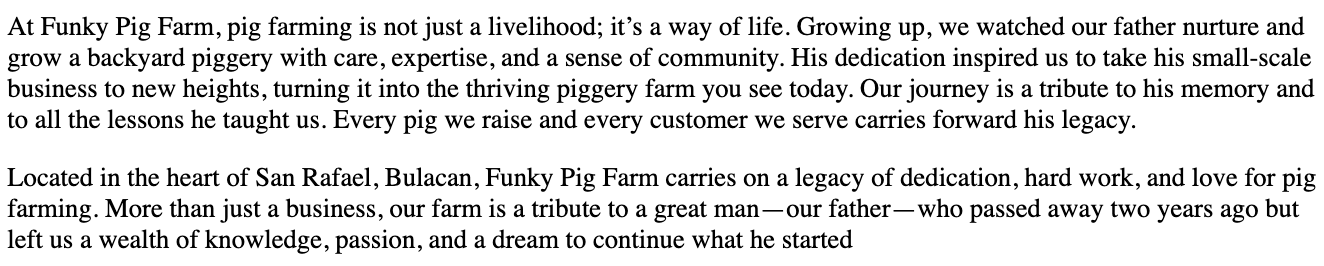 At Funky Pig Farm, pig farming is not just a livelihood; it’s a way of life. Growing up, we watched our father nurture and
grow a backyard piggery with care, expertise, and a sense of community. His dedication inspired us to take his small-scale
business to new heights, turning it into the thriving piggery farm you see today. Our journey is a tribute to his memory and
to all the lessons he taught us. Every pig we raise and every customer we serve carries forward his legacy.
Located in the heart of San Rafael, Bulacan, Funky Pig Farm carries on a legacy of dedication, hard work, and love for pig
farming. More than just a business, our farm is a tribute to a great man—our father—who passed away two years ago but
left us a wealth of knowledge, passion, and a dream to continue what he started